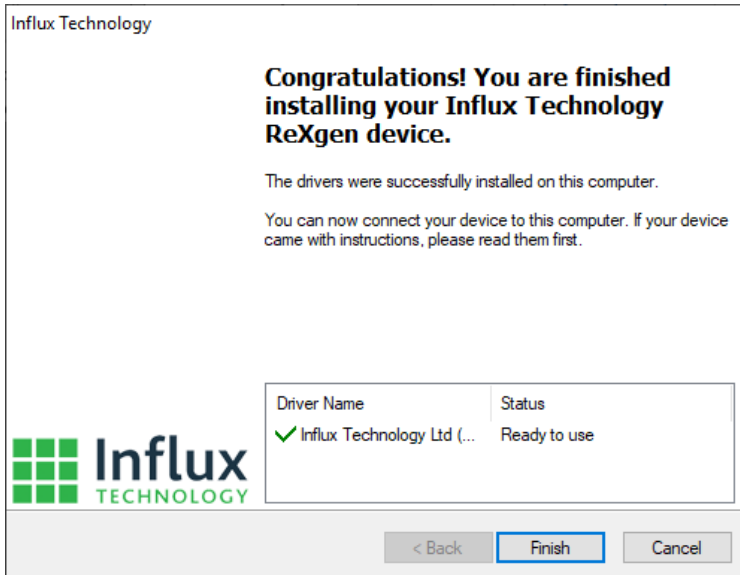 Influx Technology
Congratulations! You are finished
installing your Influx Technology
ReXgen device.
The drivers were successfully installed on this computer.
You can now connect your device to this computer. If your device
came with instructions, please read them first.
Driver Name Status
Influx Technology Ltd (... Ready to use
Influx
TECHNOLOGY
< Back Finish Cancel